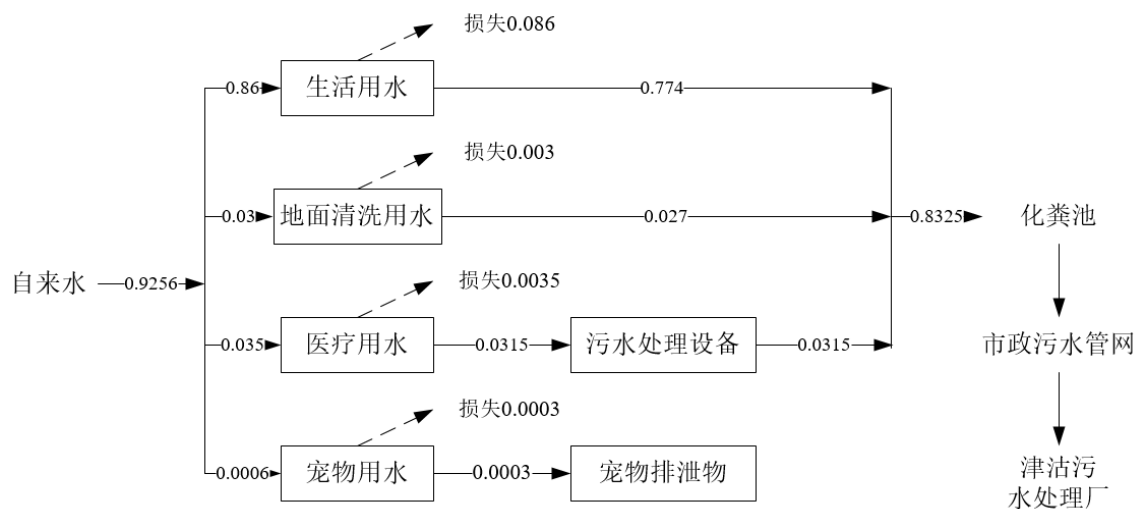 损失0.086
0.86
生活用水
0.774
损失0.003
0.03
地面清洗用水
0.027
0.8325
化粪池
自来水
0.9256
损失0.0035
0.035
医疗用水
0.0315
污水处理设备
0.0315
市政污水管网
损失0.0003
0.0006
宠物用水
0.0003
宠物排泄物
津沽污
水处理厂